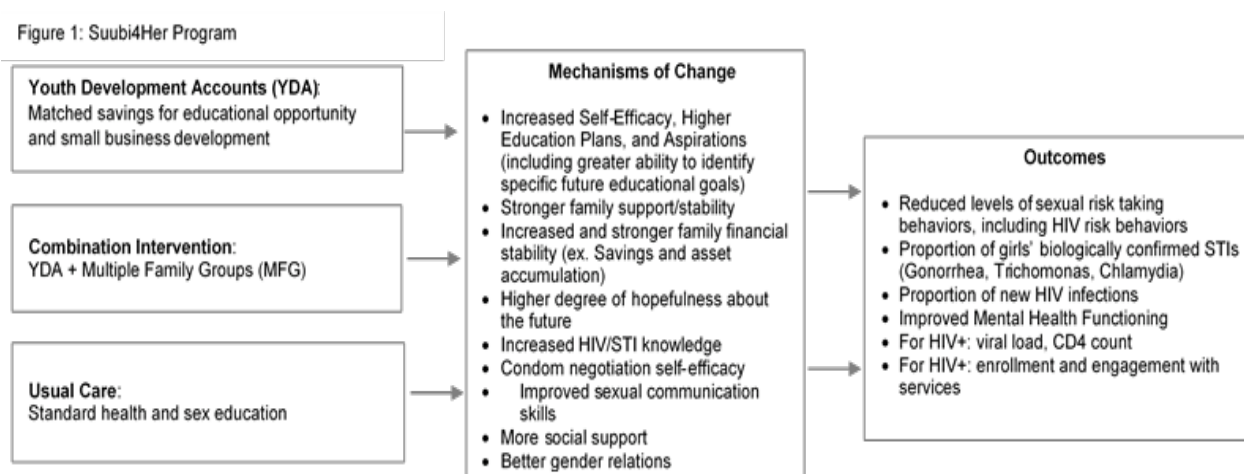 Figure 1: Suubi4Her Program
Youth Development Accounts (YDA):
Matched savings for educational opportunity
and small business development
Combination Intervention:
YDA + Multiple Family Groups (MFG)
Usual Care:
Standard health and sex education
Mechanisms of Change
• Increased Self-Efficacy, Higher
Education Plans, and Aspirations
(including greater ability to identify
specific future educational goals)
• Stronger family support/stability
• Increased and stronger family financial
stability (ex. Savings and asset
accumulation)
• Higher degree of hopefulness about
the future
• Increased HIV/STI knowledge
• Condom negotiation self-efficacy
• Improved sexual communication
skills
• More social support
• Better gender relations
Outcomes
• Reduced levels of sexual risk taking
behaviors, including HIV risk behaviors
• Proportion of girls' biologically confirmed STIs
(Gonorrhea, Trichomonas, Chlamydia)
• Proportion of new HIV infections
• Improved Mental Health Functioning
• For HIV+: viral load, CD4 count
• For HIV+: enrollment and engagement with
services